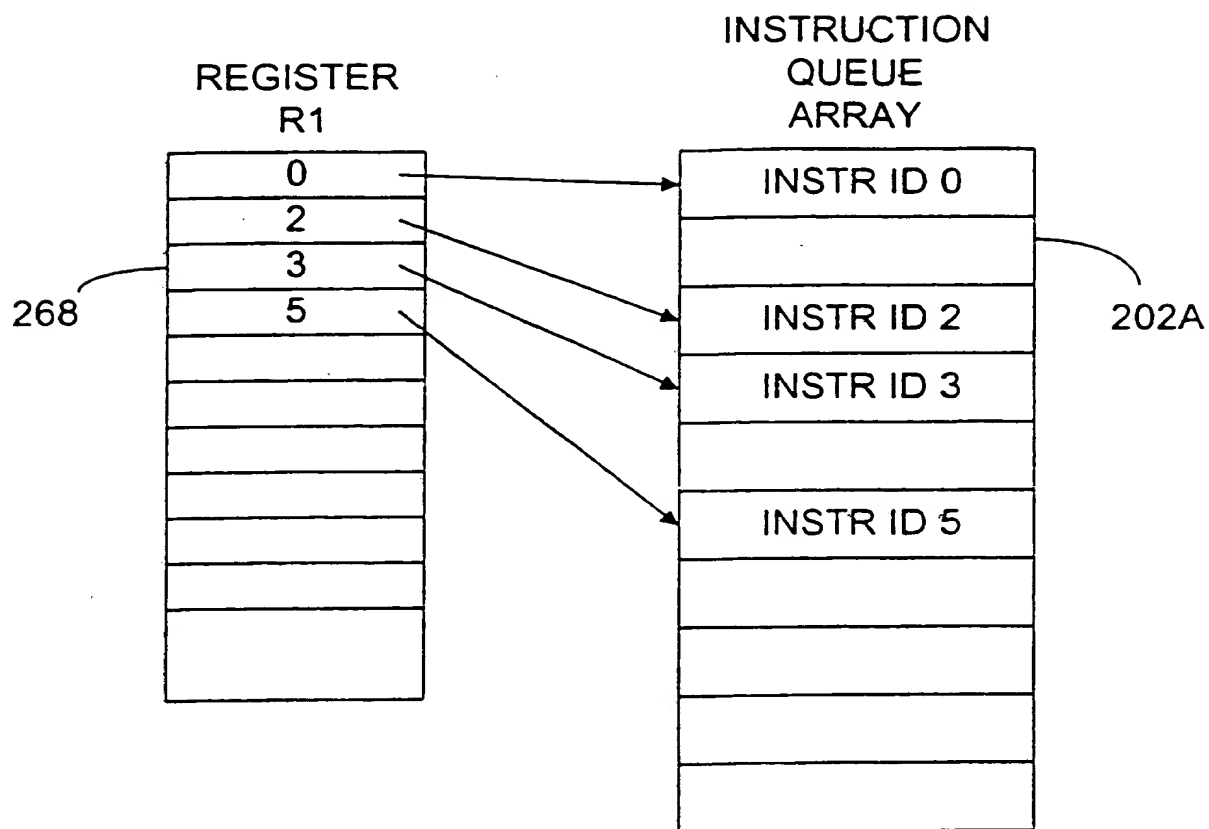 REGISTER
R1
0
2
3
5
268
INSTRUCTION
QUEUE
ARRAY
INSTR ID 0
INSTR ID 2
INSTR ID 3
INSTR ID 5
202A